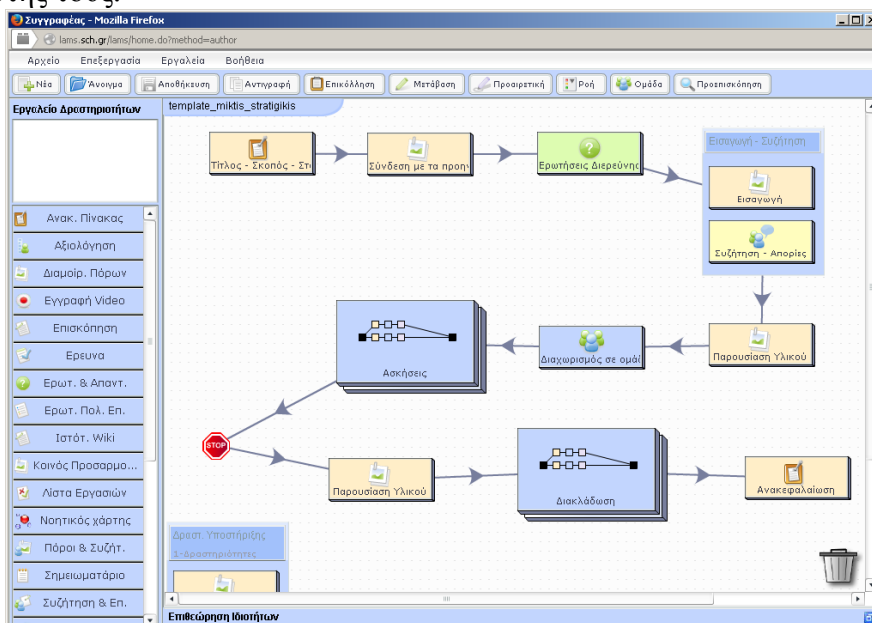 Συγγραφέας - Mozilla Firefox
lams.sch.gr/lams/home.do?method=author
Αρχείο Επεξεργασία Εργαλεία Βοήθεια
Νέα Άνοιγμα Αποθήκευση Αντιγραφή Επικόλληση Μετάβαση Προαιρετική Ροή Ομάδα Προεπισκόπηση
Εργαλείο Δραστηριοτήτων
template_miktis_stratigikis
Τίτλος - Σκοπός - Στο
Σύνδεση με τα προη
Ερωτήσεις Διερεύνησ
Εισαγωγή - Συζήτηση
Εισαγωγή
Συζήτηση - Απορίες
Ασκήσεις
Διαχωρισμός σε ομάδ
Παρουσίαση Υλικού
STOP
Παρουσίαση Υλικού
Διακλάδωση
Ανακεφαλαίωση
Δραστ. Υποστήριξης
1-Δραστηριότητες
Ανακ. Πίνακας
Αξιολόγηση
Διαμοίρ. Πόρων
Εγγραφή Video
Επισκόπηση
Ερευνα
Ερωτ. & Απαντ.
Ερωτ. Πολ. Επ.
Ιστότ. Wiki
Κοινός Προσαρμο...
Λίστα Εργασιών
Νοητικός χάρτης
Πόροι & Συζήτ.
Σημειωματάριο
Συζήτηση & Επ.
Επιθεώρηση Ιδιοτήτων